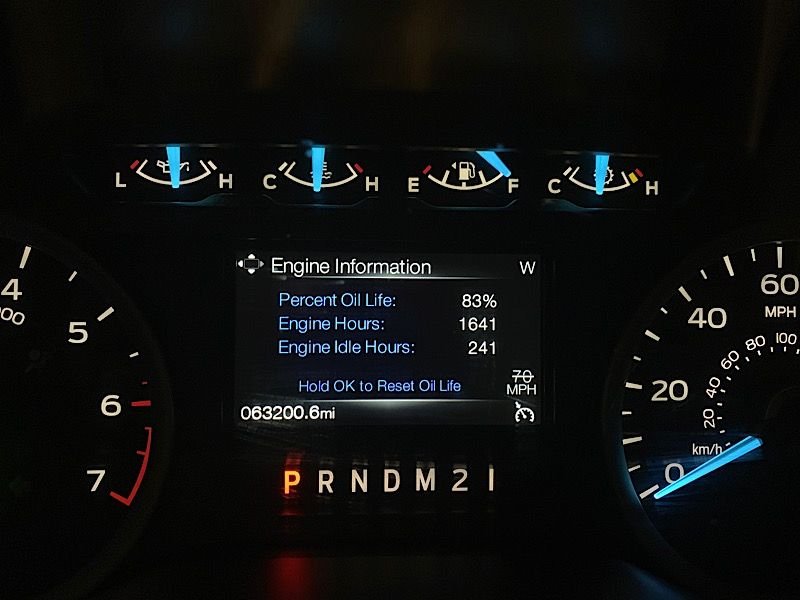 L H C H E F C H
4
000
5
6
7
Engine Information W
Percent Oil Life: 83%
Engine Hours: 1641
Engine Idle Hours: 241
Hold OK to Reset Oil Life
70
MPH
063200.6mi
P R N D M 2 1
60
MPH
40
20
0
100
80
60
40
20
km/h